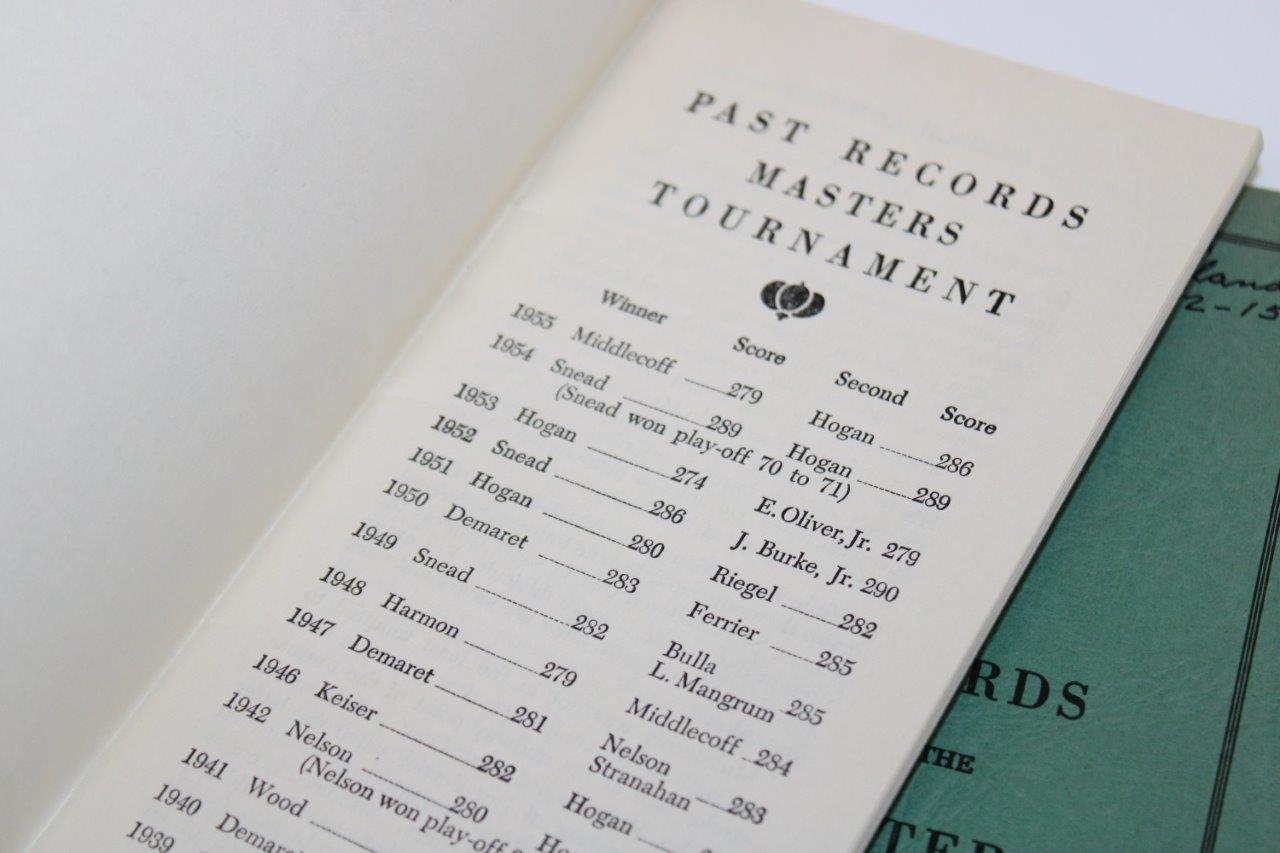 PAST RECORDS
MASTERS
TOURNAMENT
Winner Score Second Score
1955 Middlecoff 279 Hogan 286
1954 Snead 289 Hogan 289
(Snead won play-off 70 to 71)
1953 Hogan 274 E. Oliver, Jr. 279
1952 Snead 286 J. Burke, Jr. 290
1951 Hogan 280 Riegel 282
1950 Demaret 283 Ferrier 285
1949 Snead 282 Bulla
L. Mangrum 285
1948 Harmon 279 Middlecoff 284
1947 Demaret 281 Nelson
Stranahan 283
1946 Keiser 282 Hogan
1942 Nelson 280
(Nelson won play-off
1941 Wood
1940
1939
2-15
THE